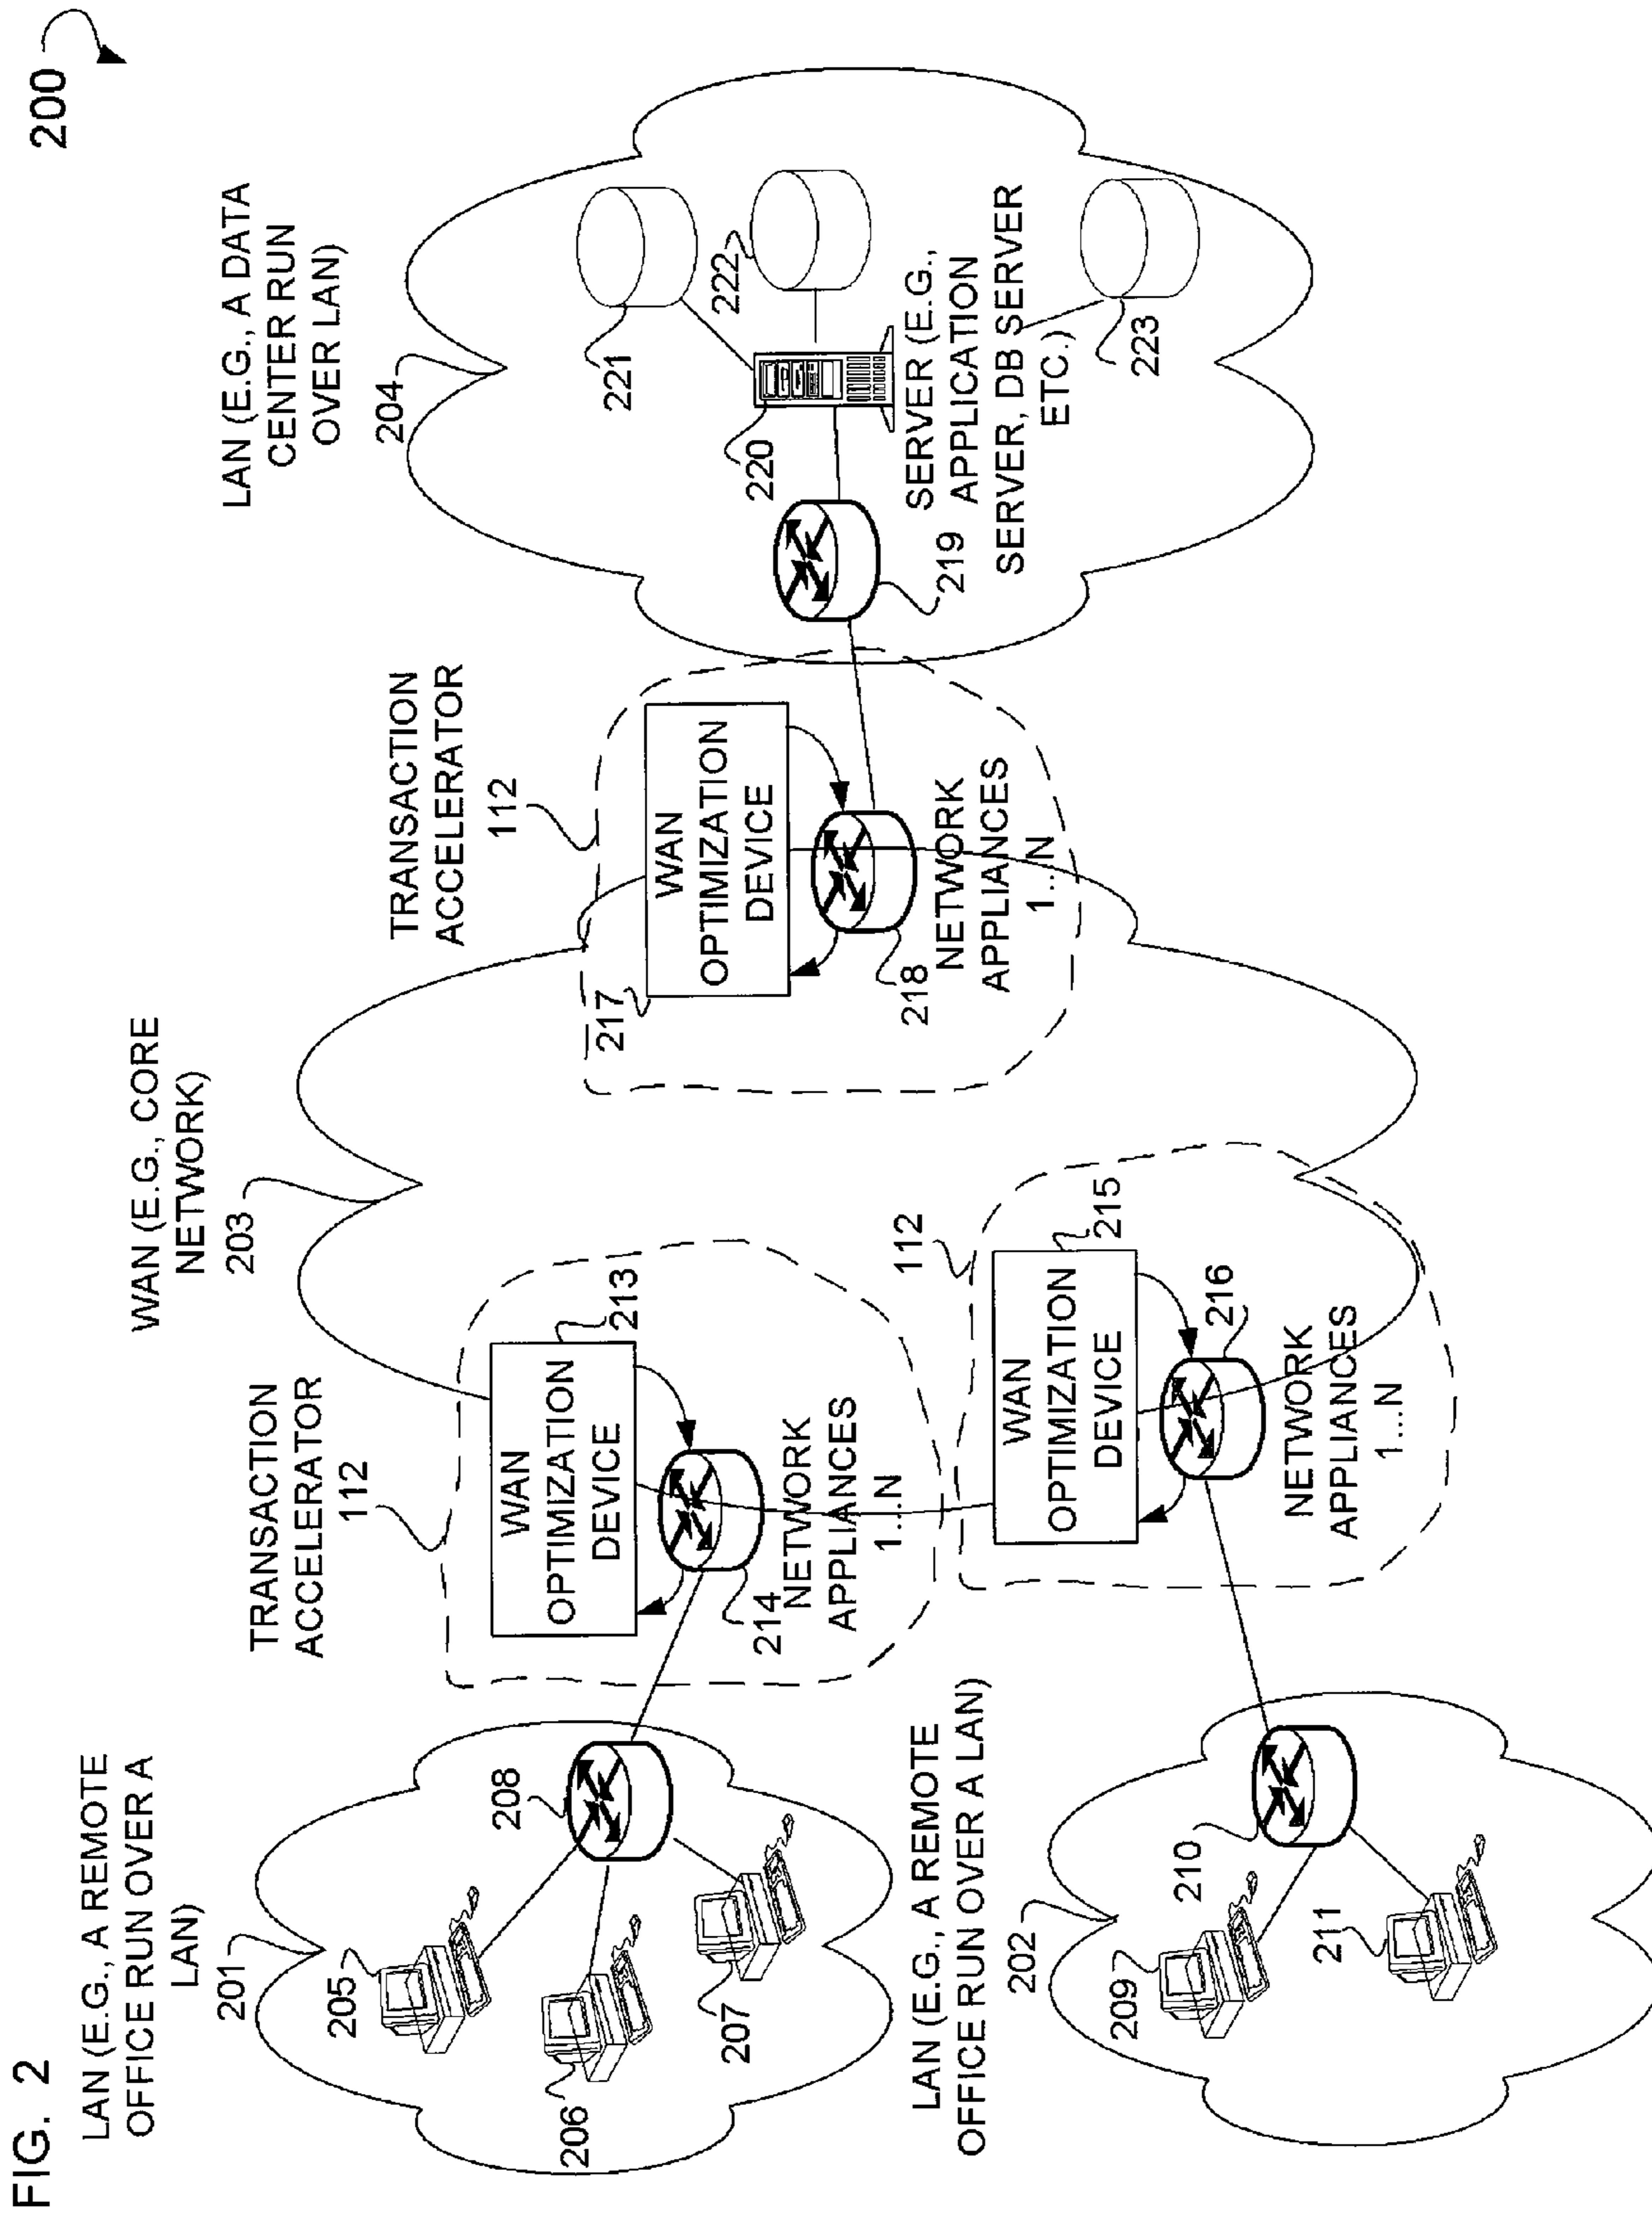 FIG. 2
200
LAN (E.G., A REMOTE
OFFICE RUN OVER A
LAN)
201
205
206
207
208
LAN (E.G., A REMOTE
OFFICE RUN OVER A LAN)
202
209
210
211
TRANSACTION
ACCELERATOR
112
WAN
OPTIMIZATION
DEVICE
213
214
NETWORK
APPLIANCES
1...N
112
WAN
OPTIMIZATION
DEVICE
215
216
NETWORK
APPLIANCES
1...N
WAN (E.G., CORE
NETWORK)
203
TRANSACTION
ACCELERATOR
112
WAN
OPTIMIZATION
DEVICE
217
218
NETWORK
APPLIANCES
1...N
LAN (E.G., A DATA
CENTER RUN
OVER LAN)
204
219
220
SERVER (E.G.,
APPLICATION
SERVER, DB SERVER
ETC.)
221
222
223